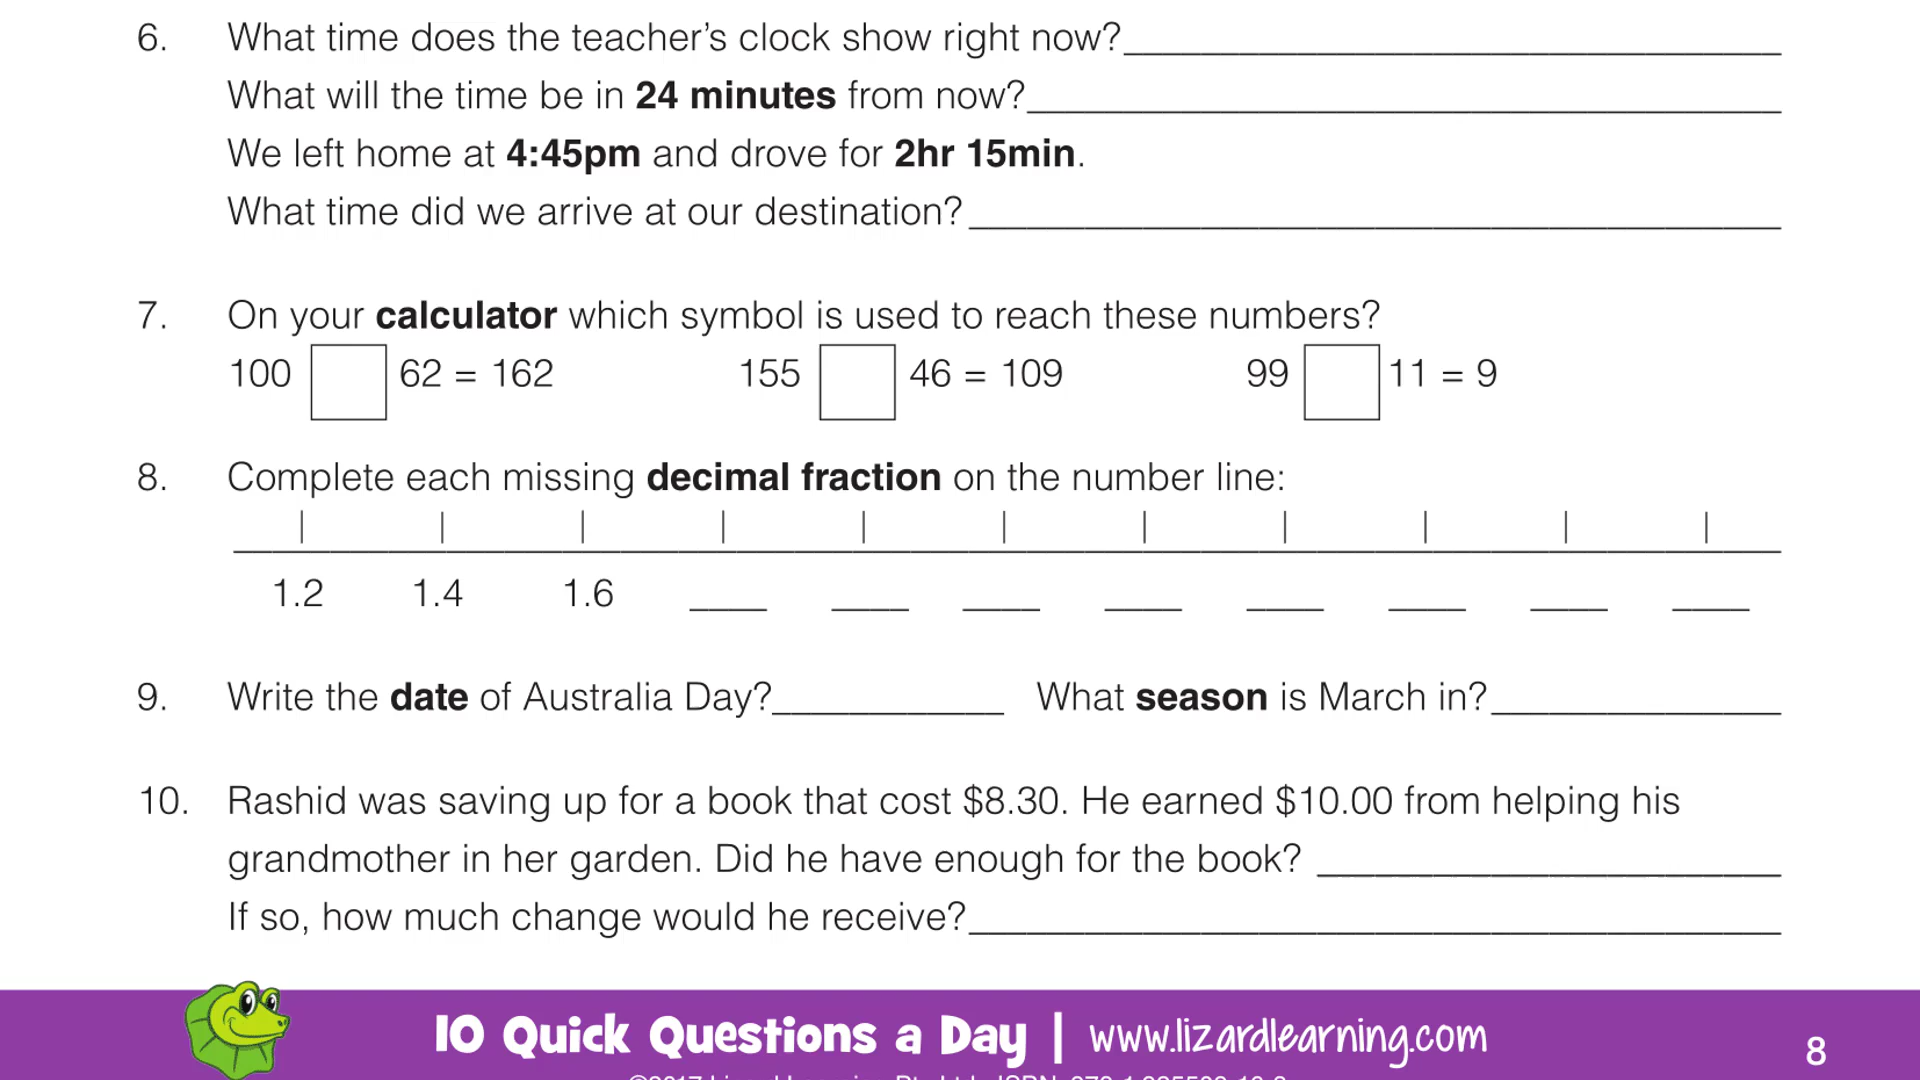 6. What time does the teacher's clock show right now?
What will the time be in 24 minutes from now?
We left home at 4:45pm and drove for 2hr 15min.
What time did we arrive at our destination?
7. On your calculator which symbol is used to reach these numbers?
100 62 = 162 155 46 = 109 99 11 = 9
8. Complete each missing decimal fraction on the number line:
1.2 1.4 1.6
9. Write the date of Australia Day? What season is March in?
10. Rashid was saving up for a book that cost $8.30. He earned $10.00 from helping his
grandmother in her garden. Did he have enough for the book?
If so, how much change would he receive?
10 Quick Questions a Day | www.lizardlearning.com 8